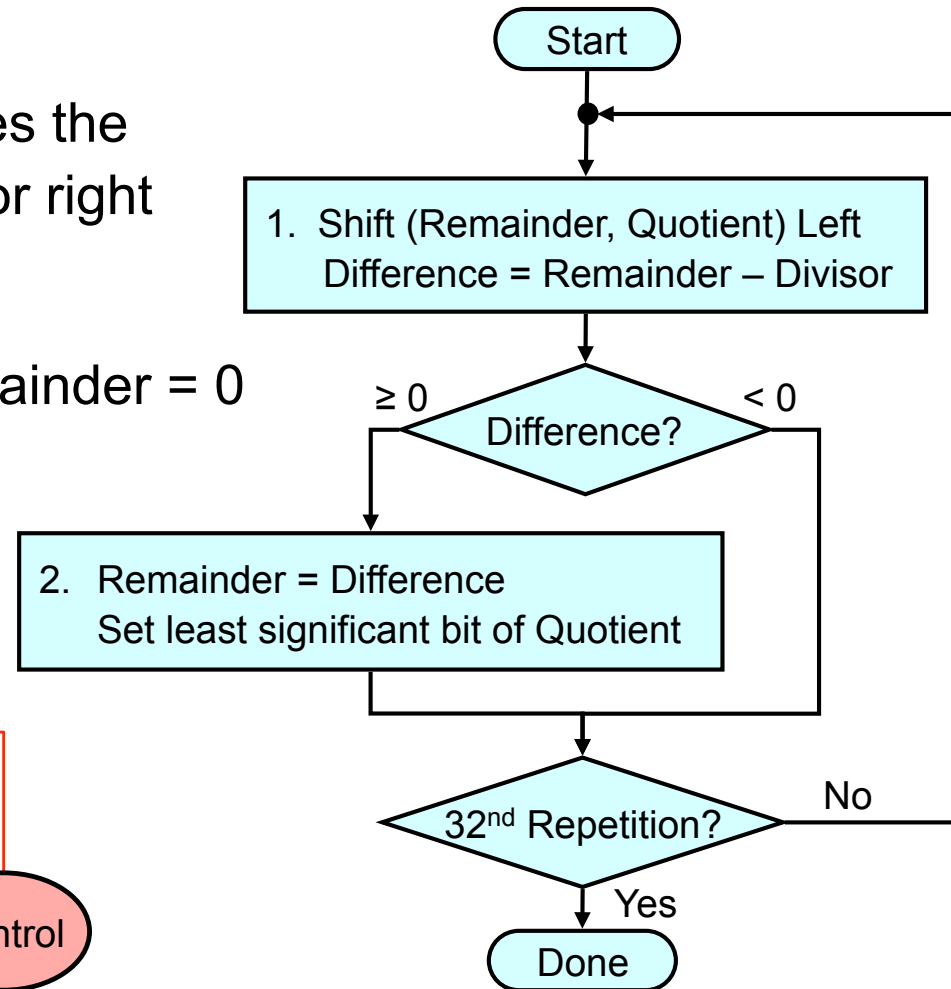 Start
es the
or right
1. Shift (Remainder, Quotient) Left
Difference = Remainder – Divisor
ainder = 0
≥ 0
< 0
Difference?
2. Remainder = Difference
Set least significant bit of Quotient
32nd Repetition?
No
Yes
ntrol
Done